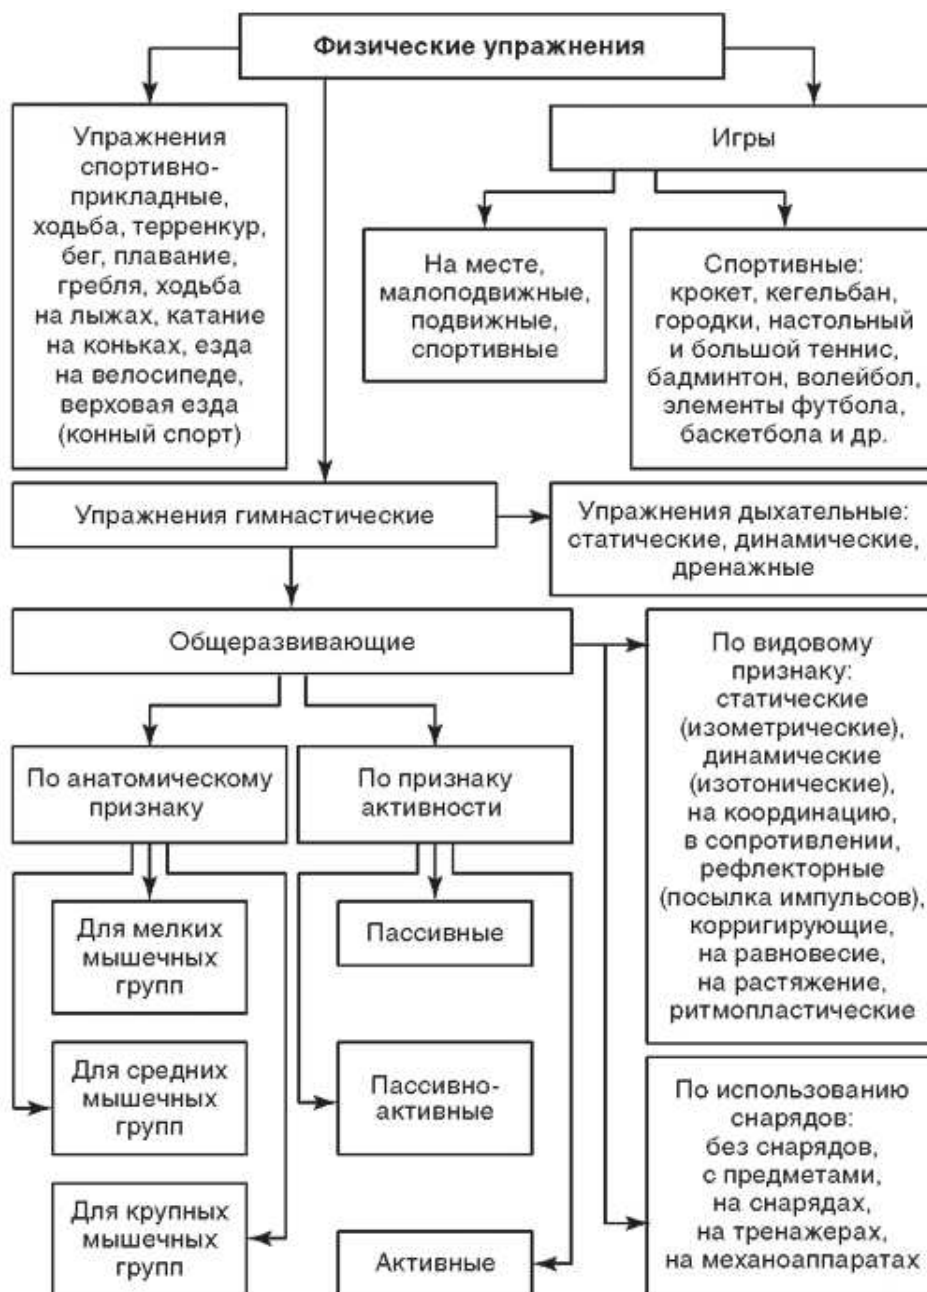 Физические упражнения
Упражнения
спортивно-
прикладные,
ходьба, терренкур,
бег, плавание,
гребля, ходьба
на лыжах, катание
на коньках, езда
на велосипеде,
верховая езда
(конный спорт)
Игры
На месте,
малоподвижные,
подвижные,
спортивные
Спортивные:
крокет, кегельбан,
городки, настольный
и большой теннис,
бадминтон, волейбол,
элементы футбола,
баскетбола и др.
Упражнения гимнастические
Упражнения дыхательные:
статические, динамические,
дренажные
Общеразвивающие
По анатомическому
признаку
По признаку
активности
По видовому
признаку:
статические
(изометрические),
динамические
(изотонические),
на координацию,
в сопротивлении,
рефлекторные
(посылка импульсов),
корригирующие,
на равновесие,
на растяжение,
ритмопластические
Для мелких
мышечных
групп
Пассивные
Для средних
мышечных
групп
Пассивно-
активные
Для крупных
мышечных
групп
Активные
По использованию
снарядов:
без снарядов,
с предметами,
на снарядах,
на тренажерах,
на механоаппаратах